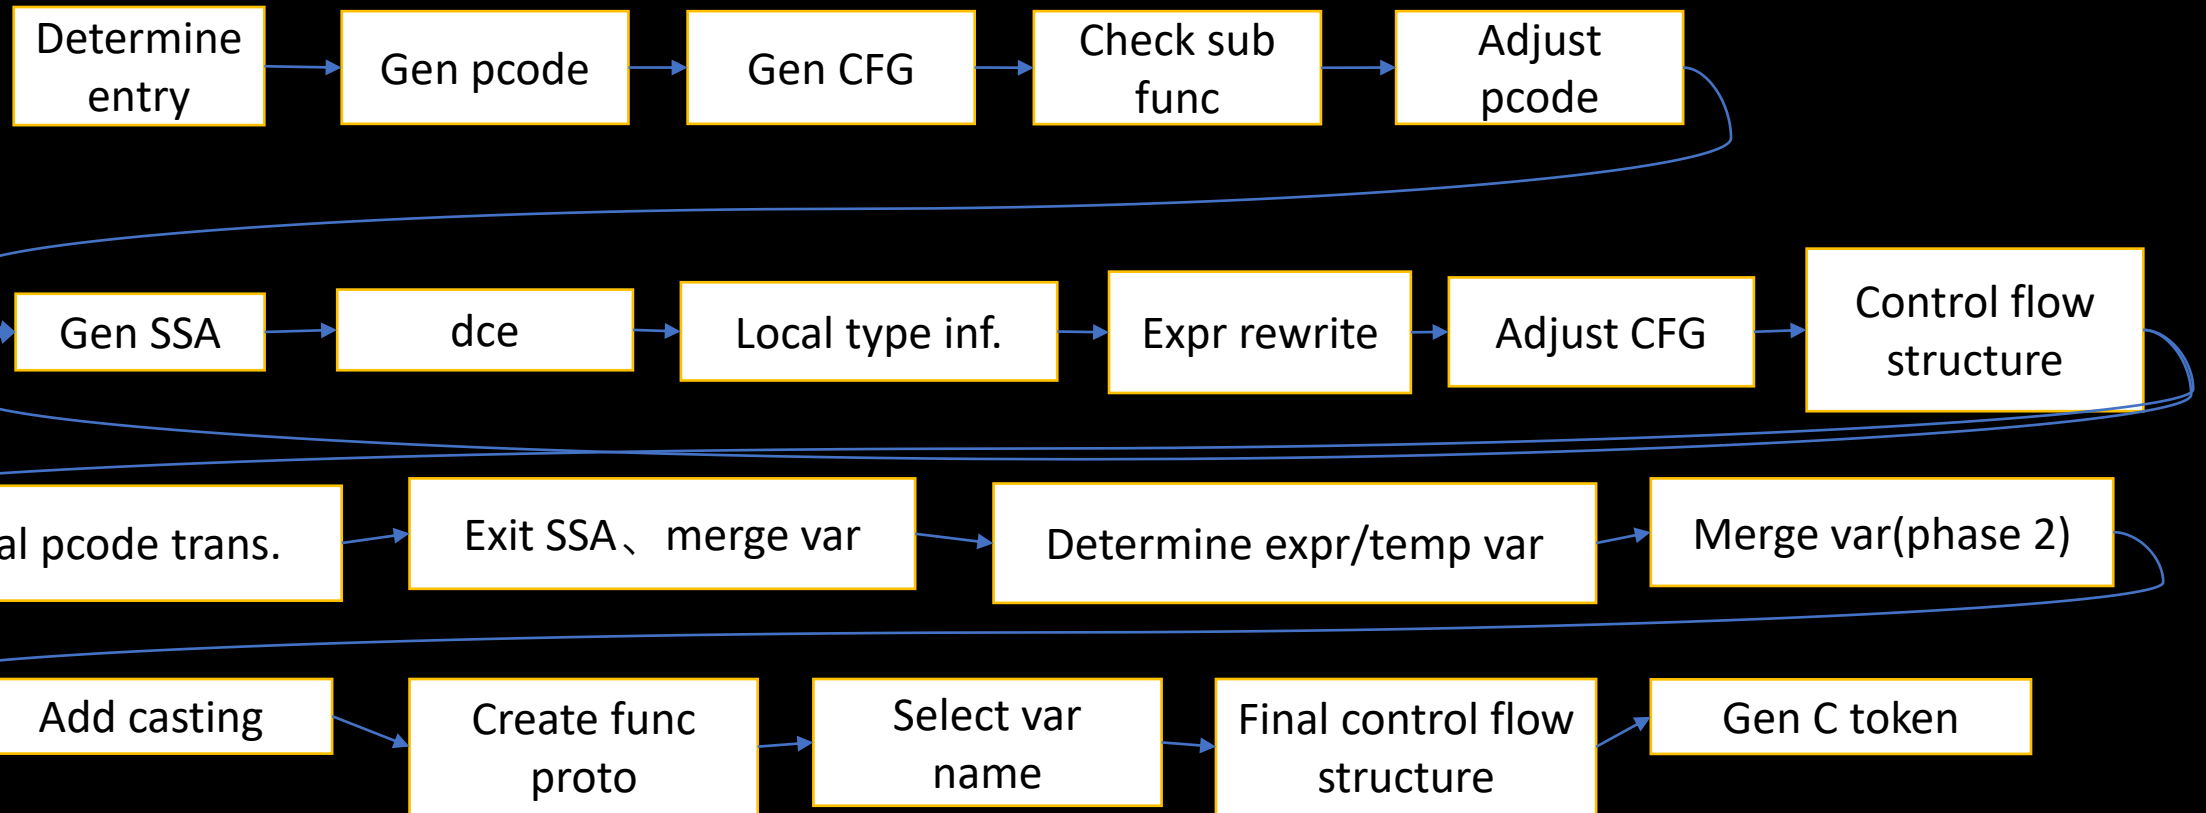 Determine
entry
Gen pcode
Gen CFG
Check sub
func
Adjust
pcode
Gen SSA
dce
Local type inf.
Expr rewrite
Adjust CFG
Control flow
structure
al pcode trans.
Exit SSA、merge var
Determine expr/temp var
Merge var(phase 2)
Add casting
Create func
proto
Select var
name
Final control flow
structure
Gen C token